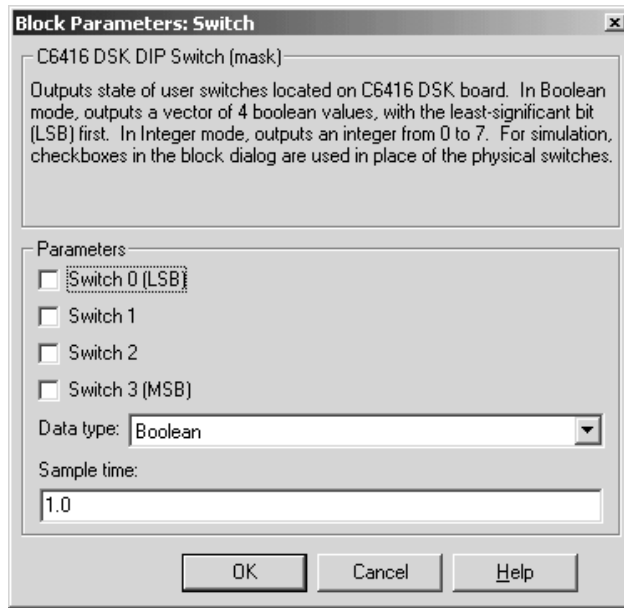 Block Parameters: Switch
C6416 DSK DIP Switch (mask)
Outputs state of user switches located on C6416 DSK board. In Boolean
mode, outputs a vector of 4 boolean values, with the least-significant bit
(LSB) first. In Integer mode, outputs an integer from 0 to 7. For simulation,
checkboxes in the block dialog are used in place of the physical switches.
Parameters
Switch 0 (LSB)
Switch 1
Switch 2
Switch 3 (MSB)
Data type: Boolean
Sample time:
1.0
OK Cancel Help